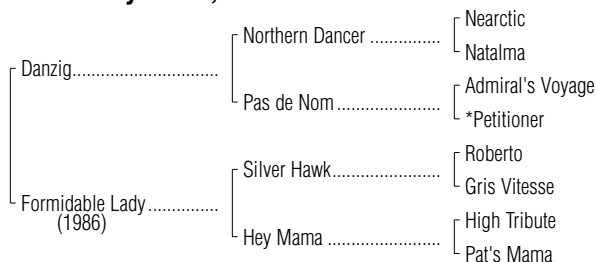 Nearctic
Northern Dancer ..............
Natalma
Danzig.............................
Admiral's Voyage
Pas de Nom .....................
*Petitioner
Roberto
Silver Hawk......................
Gris Vitesse
Formidable Lady ..............
(1986)
High Tribute
Hey Mama .......................
Pat's Mama